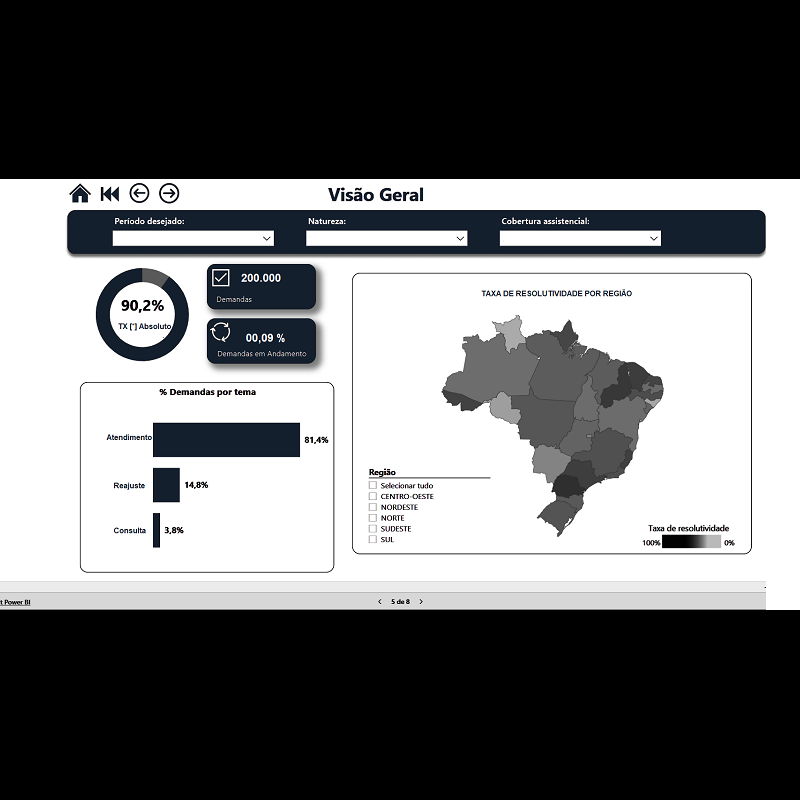 Visão Geral
Período desejado:
Natureza:
Cobertura assistencial:
90,2%
TX [*] Absoluto
200.000
Demandas
00,09 %
Demandas em Andamento
% Demandas por tema
Atendimento 81,4%
Reajuste 14,8%
Consulta 3,8%
TAXA DE RESOLUTIVIDADE POR REGIÃO
Região
Selecionar tudo
CENTRO-OESTE
NORDESTE
NORTE
SUDESTE
SUL
Taxa de resolutividade
100% 0%
t Power BI
5 de 8